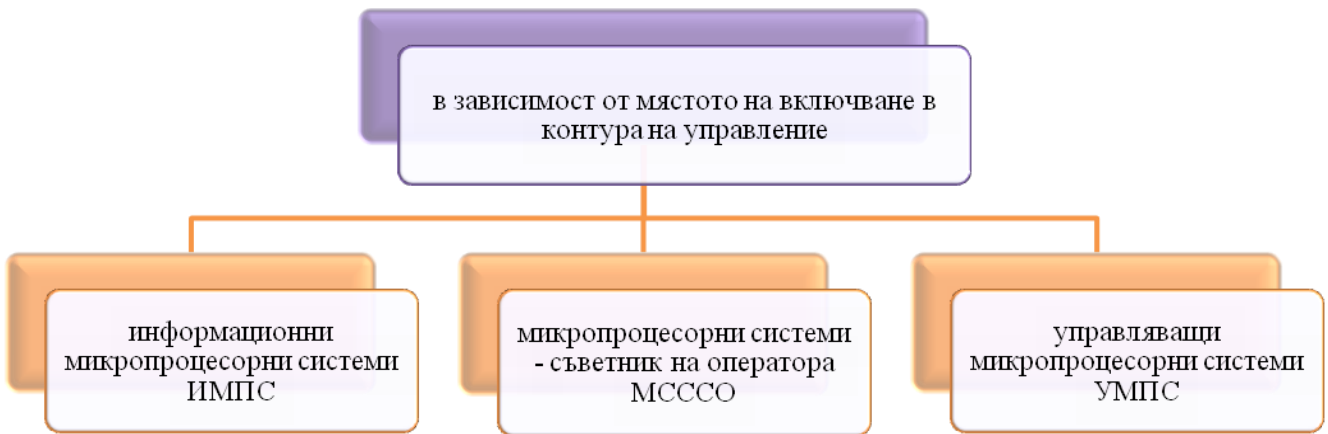 в зависимост от мястото на включване в
контура на управление
информационни
микропроцесорни системи
ИМПС
микропроцесорни системи
- съветник на оператора
МСССО
управляващи
микропроцесорни системи
УМПС